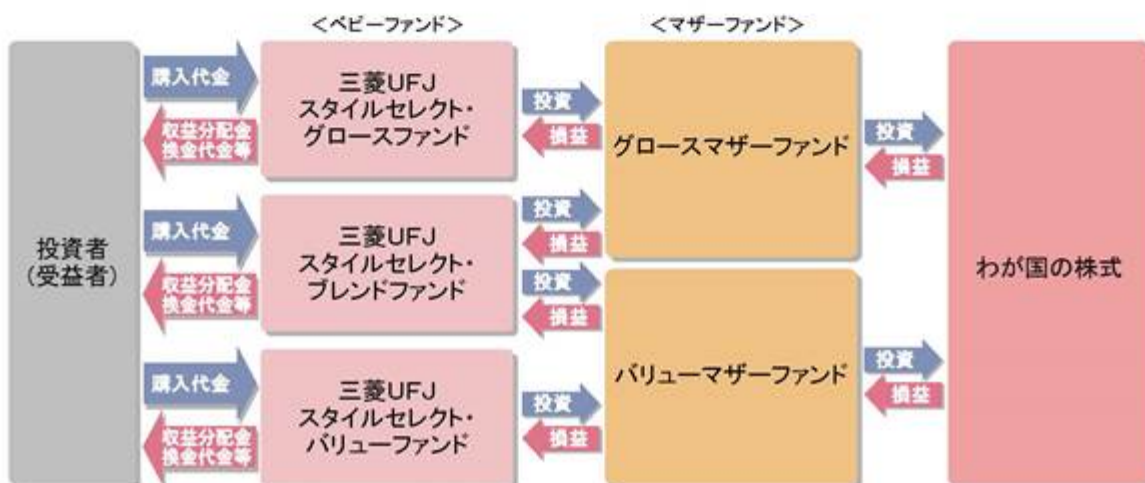 ＜ベビーファンド＞
＜マザーファンド＞
投資者
（受益者）
購入代金
収益分配金
換金代金等
三菱UFJ
スタイルセレクト・
グロースファンド
投資
損益
購入代金
収益分配金
換金代金等
三菱UFJ
スタイルセレクト・
ブレンドファンド
投資
損益
投資
損益
購入代金
収益分配金
換金代金等
三菱UFJ
スタイルセレクト・
バリューファンド
投資
損益
グロースマザーファンド
投資
損益
バリューマザーファンド
投資
損益
わが国の株式